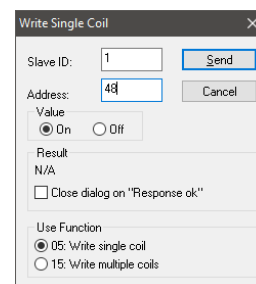 Write Single Coil
Slave ID: 1 Send
Address: 48 Cancel
Value
On Off
Result
N/A
Close dialog on "Response ok"
Use Function
05: Write single coil
15: Write multiple coils